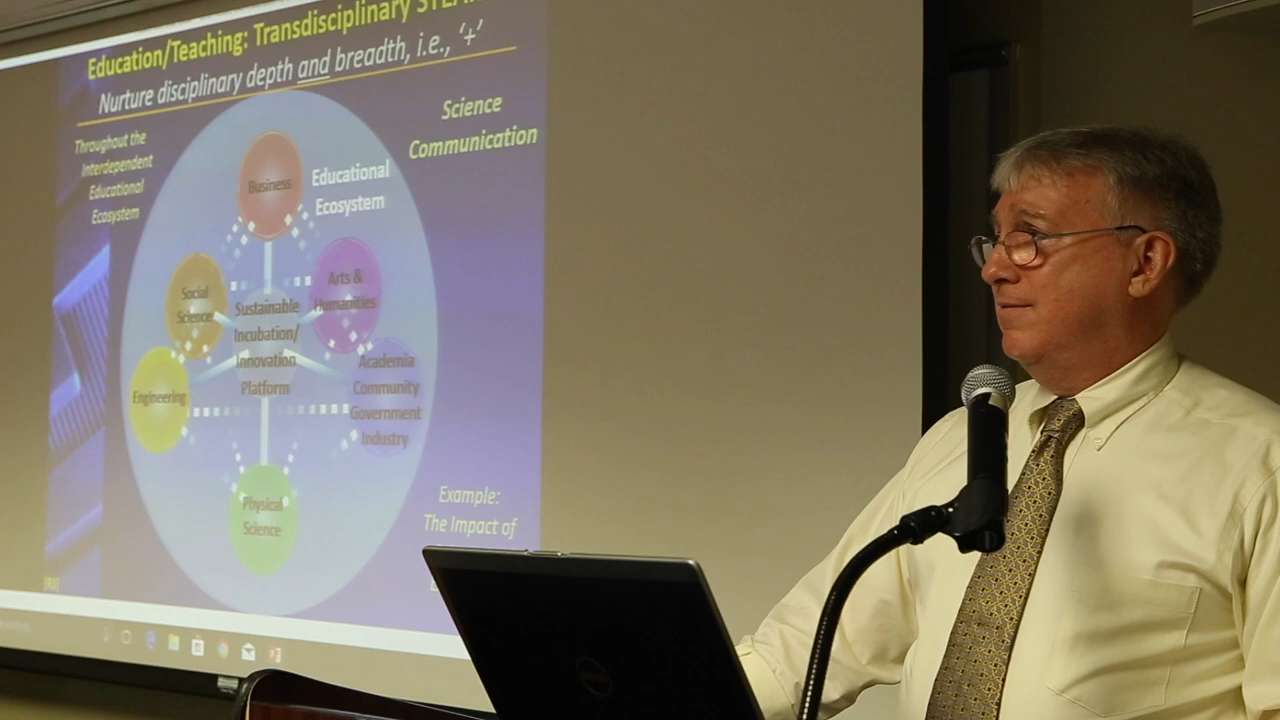 Education/Teaching: Transdisciplinary STEAM
Nurture disciplinary depth and breadth, i.e., '+'
Throughout the
Interdependent
Educational
Ecosystem
Science
Communication
Business
Educational
Ecosystem
Social
Science
Arts &
Humanities
Sustainable
Incubation/
Innovation
Platform
Engineering
Academia
Community
Government
Industry
Physical
Science
Example:
The Impact of